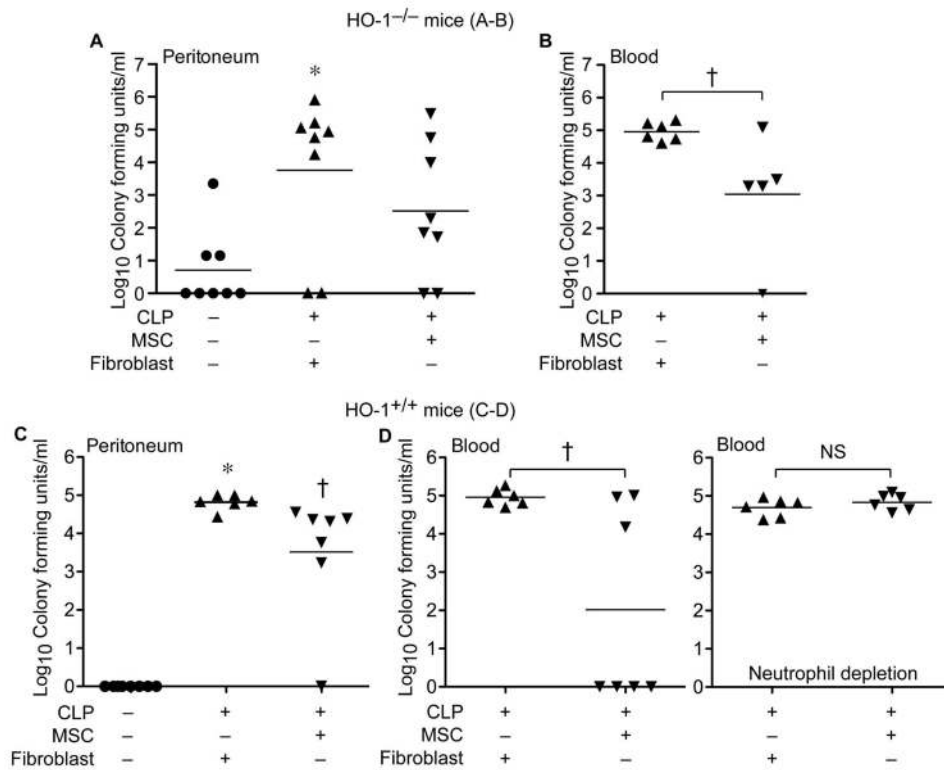 HO-1–/– mice (A-B)
A
Peritoneum
Log10 Colony forming units/ml
7
6
5
4
3
2
1
0
*
CLP – + +
MSC – – +
Fibroblast – + –
B
Blood
Log10 Colony forming units/ml
7
6
5
4
3
2
1
0
†
CLP + +
MSC – +
Fibroblast + –
HO-1+/+ mice (C-D)
C
Peritoneum
Log10 Colony forming units/ml
6
5
4
3
2
1
0
*
†
CLP – + +
MSC – – +
Fibroblast – + –
D
Blood
Log10 Colony forming units/ml
6
5
4
3
2
1
0
†
CLP + +
MSC – +
Fibroblast + –
Blood
6
5
4
3
2
1
0
NS
Neutrophil depletion
+ +
– +
+ –